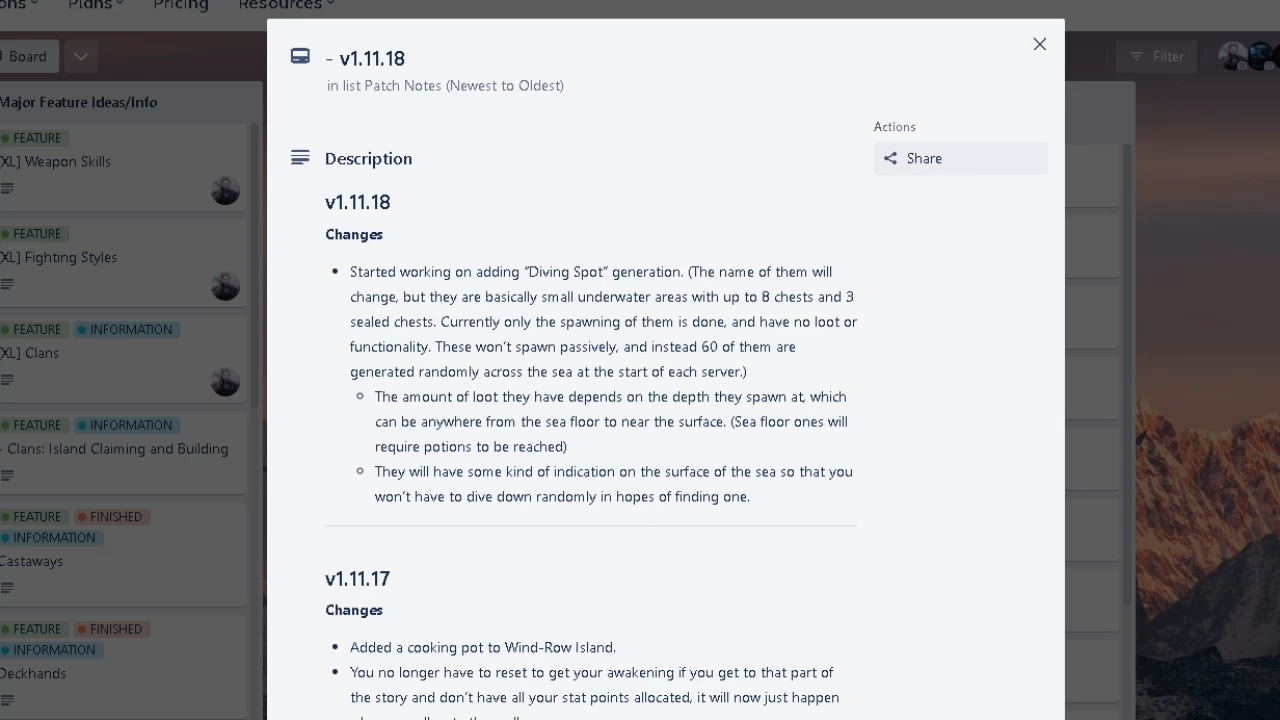 Plans
Pricing
Resources
Board
Filter
Major Feature Ideas/Info
FEATURE
[XL] Weapon Skills
FEATURE
[XL] Fighting Styles
FEATURE INFORMATION
[XL] Clans
FEATURE INFORMATION
- Clans: Island Claiming and Building
FEATURE FINISHED
INFORMATION
Castaways
FEATURE FINISHED
INFORMATION
Deckhands
- v1.11.18
in list Patch Notes (Newest to Oldest)
Actions
Share
Description
v1.11.18
Changes
Started working on adding "Diving Spot" generation. (The name of them will
change, but they are basically small underwater areas with up to 8 chests and 3
sealed chests. Currently only the spawning of them is done, and have no loot or
functionality. These won't spawn passively, and instead 60 of them are
generated randomly across the sea at the start of each server.)
The amount of loot they have depends on the depth they spawn at, which
can be anywhere from the sea floor to near the surface. (Sea floor ones will
require potions to be reached)
They will have some kind of indication on the surface of the sea so that you
won't have to dive down randomly in hopes of finding one.
v1.11.17
Changes
Added a cooking pot to Wind-Row Island.
You no longer have to reset to get your awakening if you get to that part of
the story and don't have all your stat points allocated, it will now just happen